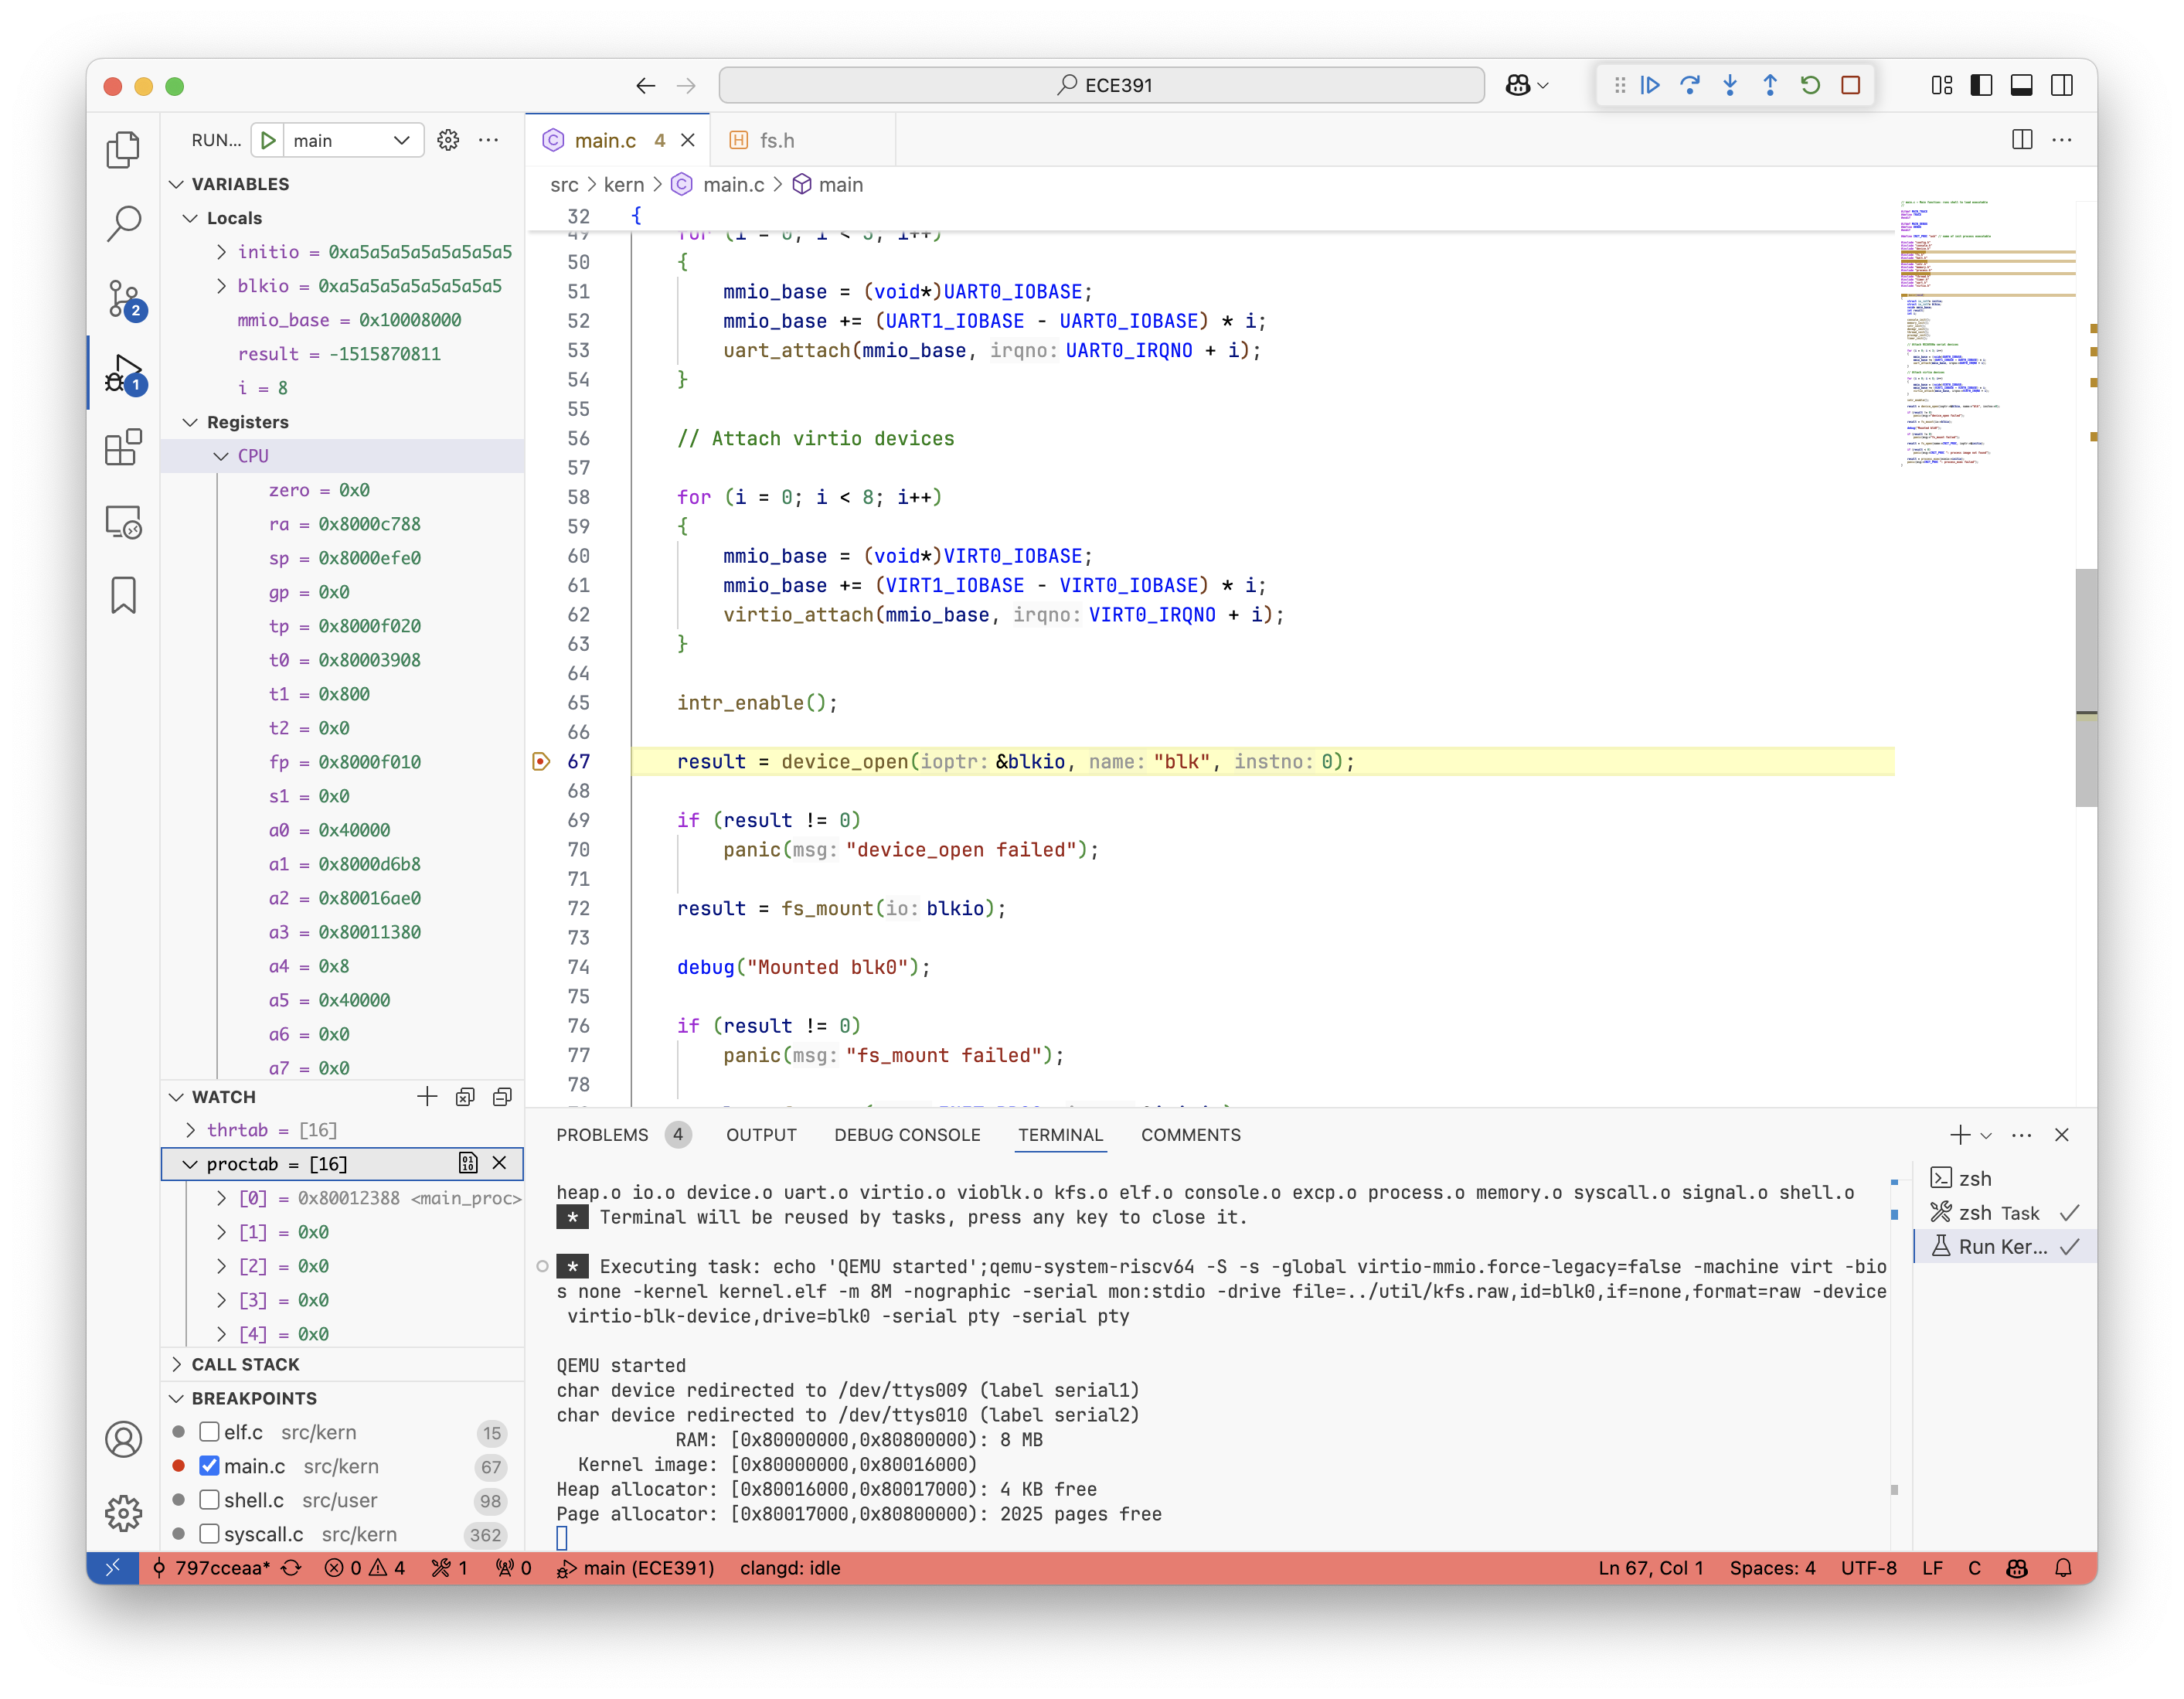 ECE391
RUN...
main
main.c 4
fs.h
src > kern > main.c > main
VARIABLES
Locals
initio = 0xa5a5a5a5a5a5a5a5
blkio = 0xa5a5a5a5a5a5a5a5
mmio_base = 0x10008000
result = -1515870811
i = 8
Registers
CPU
zero = 0x0
ra = 0x8000c788
sp = 0x8000efe0
gp = 0x0
tp = 0x8000f020
t0 = 0x80003908
t1 = 0x800
t2 = 0x0
fp = 0x8000f010
s1 = 0x0
a0 = 0x40000
a1 = 0x8000d6b8
a2 = 0x80016ae0
a3 = 0x80011380
a4 = 0x8
a5 = 0x40000
a6 = 0x0
a7 = 0x0
WATCH
thrtab = [16]
proctab = [16]
[0] = 0x80012388 <main_proc>
[1] = 0x0
[2] = 0x0
[3] = 0x0
[4] = 0x0
CALL STACK
BREAKPOINTS
elf.c src/kern 15
main.c src/kern 67
shell.c src/user 98
syscall.c src/kern 362
2
1
32 {
49 for (i = 0; i < 3; i++)
50 {
51 mmio_base = (void*)UART0_IOBASE;
52 mmio_base += (UART1_IOBASE - UART0_IOBASE) * i;
53 uart_attach(mmio_base, irqno: UART0_IRQNO + i);
54 }
55
56 // Attach virtio devices
57
58 for (i = 0; i < 8; i++)
59 {
60 mmio_base = (void*)VIRT0_IOBASE;
61 mmio_base += (VIRT1_IOBASE - VIRT0_IOBASE) * i;
62 virtio_attach(mmio_base, irqno: VIRT0_IRQNO + i);
63 }
64
65 intr_enable();
66
67 result = device_open(ioptr: &blkio, name: "blk", instno: 0);
68
69 if (result != 0)
70 panic(msg: "device_open failed");
71
72 result = fs_mount(io: blkio);
73
74 debug("Mounted blk0");
75
76 if (result != 0)
77 panic(msg: "fs_mount failed");
78
PROBLEMS 4 OUTPUT DEBUG CONSOLE TERMINAL COMMENTS
heap.o io.o device.o uart.o virtio.o vioblk.o kfs.o elf.o console.o excp.o process.o memory.o syscall.o signal.o shell.o
* Terminal will be reused by tasks, press any key to close it.
* Executing task: echo 'QEMU started';qemu-system-riscv64 -S -s -global virtio-mmio.force-legacy=false -machine virt -bio
s none -kernel kernel.elf -m 8M -nographic -serial mon:stdio -drive file=../util/kfs.raw,id=blk0,if=none,format=raw -device
virtio-blk-device,drive=blk0 -serial pty -serial pty
QEMU started
char device redirected to /dev/ttys009 (label serial1)
char device redirected to /dev/ttys010 (label serial2)
RAM: [0x80000000,0x80800000): 8 MB
Kernel image: [0x80000000,0x80016000)
Heap allocator: [0x80016000,0x80017000): 4 KB free
Page allocator: [0x80017000,0x80800000): 2025 pages free
zsh
zsh Task
Run Ker...
797cceaa* 0 4 1 0 main (ECE391) clangd: idle
Ln 67, Col 1 Spaces: 4 UTF-8 LF C